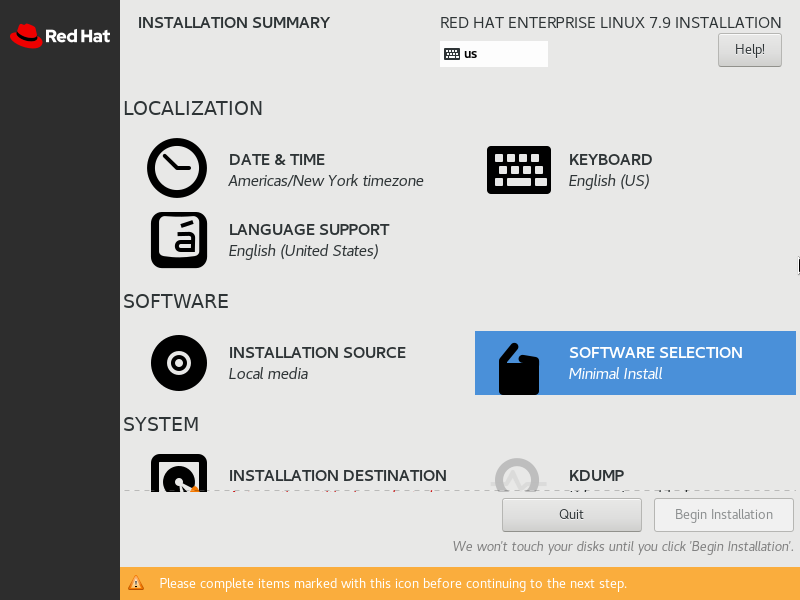 Red Hat
INSTALLATION SUMMARY
RED HAT ENTERPRISE LINUX 7.9 INSTALLATION
us
Help!
LOCALIZATION
DATE & TIME
Americas/New York timezone
KEYBOARD
English (US)
á
LANGUAGE SUPPORT
English (United States)
SOFTWARE
INSTALLATION SOURCE
Local media
SOFTWARE SELECTION
Minimal Install
SYSTEM
INSTALLATION DESTINATION
KDUMP
Quit
Begin Installation
We won't touch your disks until you click 'Begin Installation'.
Please complete items marked with this icon before continuing to the next step.